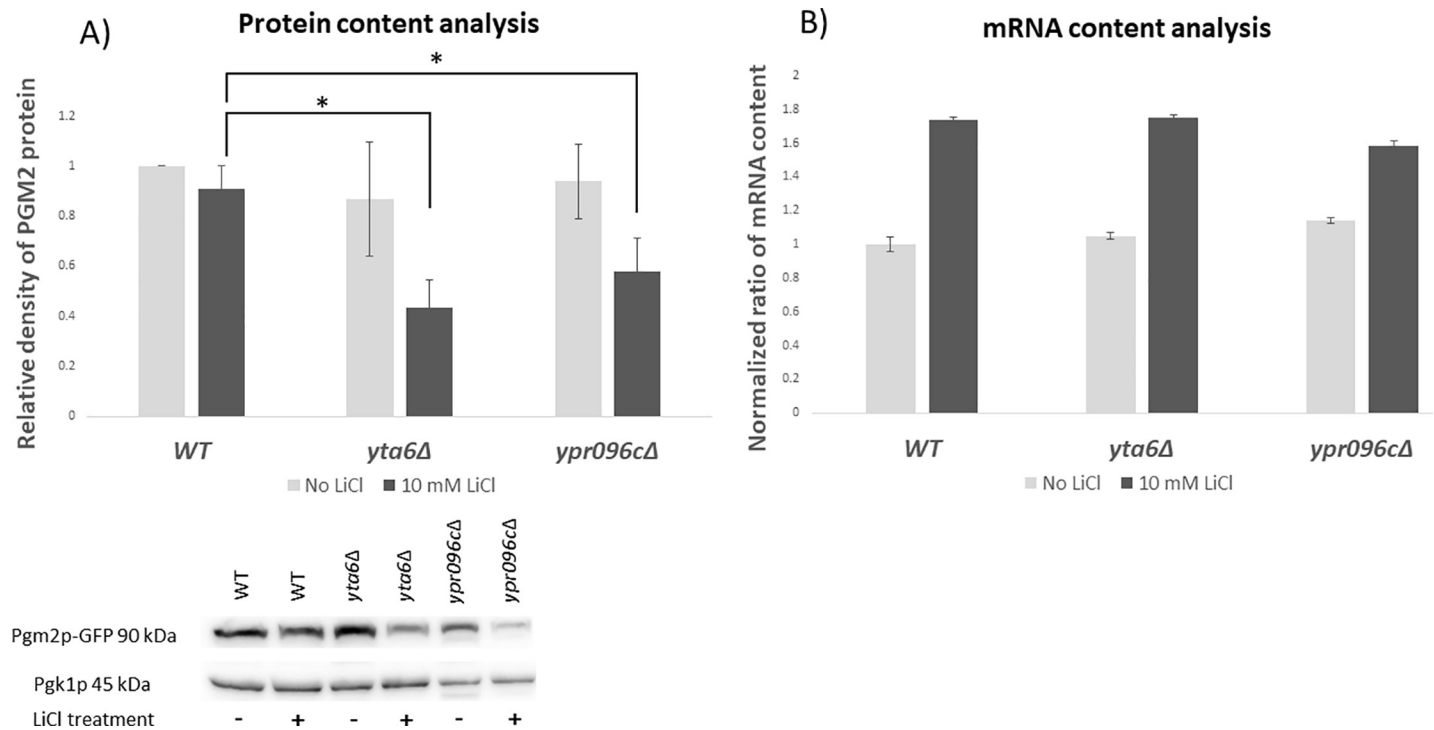 A)
Protein content analysis
Relative density of PGM2 protein
1.2
1
0.8
0.6
0.4
0.2
0
*
*
WT
yta6Δ
ypr096cΔ
No LiCl
10 mM LiCl
WT
WT
yta6Δ
yta6Δ
ypr096cΔ
ypr096cΔ
Pgm2p-GFP 90 kDa
Pgk1p 45 kDa
LiCl treatment - + - + - +
B)
mRNA content analysis
Normalized ratio of mRNA content
2
1.8
1.6
1.4
1.2
1
0.8
0.6
0.4
0.2
0
WT
yta6Δ
ypr096cΔ
No LiCl
10 mM LiCl